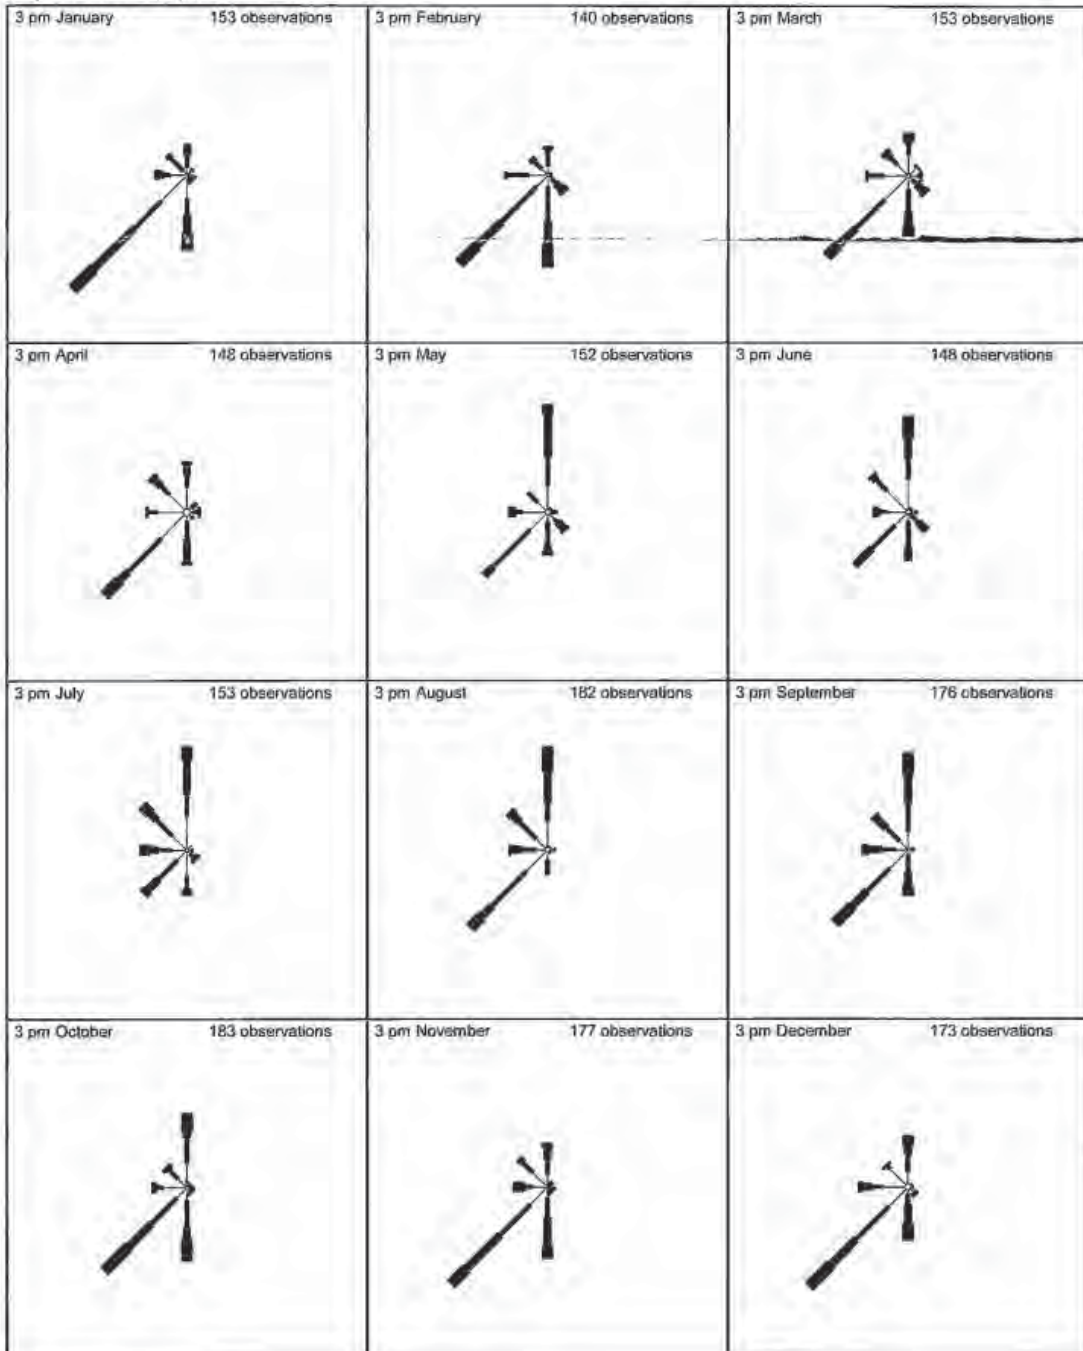 3 pm January 153 observations
3 pm February 140 observations
3 pm March 153 observations
3 pm April 148 observations
3 pm May 152 observations
3 pm June 148 observations
3 pm July 153 observations
3 pm August 182 observations
3 pm September 176 observations
3 pm October 183 observations
3 pm November 177 observations
3 pm December 173 observations